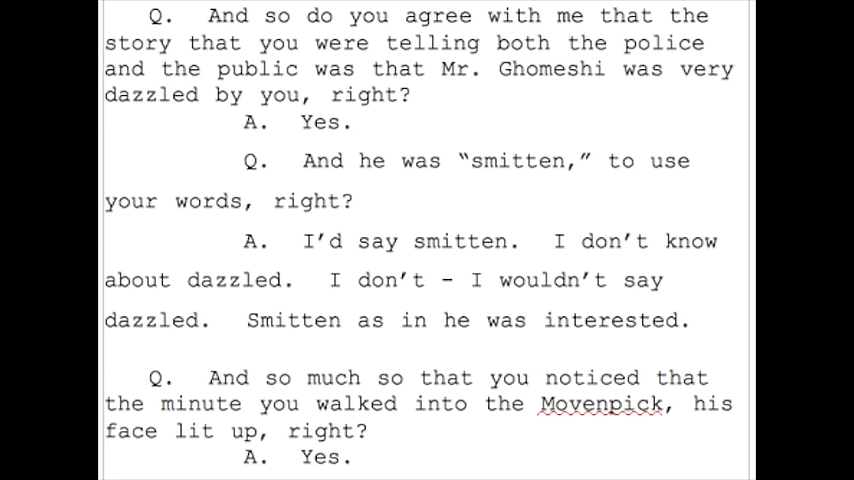 Q. And so do you agree with me that the
story that you were telling both the police
and the public was that Mr. Ghomeshi was very
dazzled by you, right?
A. Yes.
Q. And he was “smitten,” to use
your words, right?
A. I’d say smitten. I don’t know
about dazzled. I don’t - I wouldn’t say
dazzled. Smitten as in he was interested.
Q. And so much so that you noticed that
the minute you walked into the Movenpick, his
face lit up, right?
A. Yes.